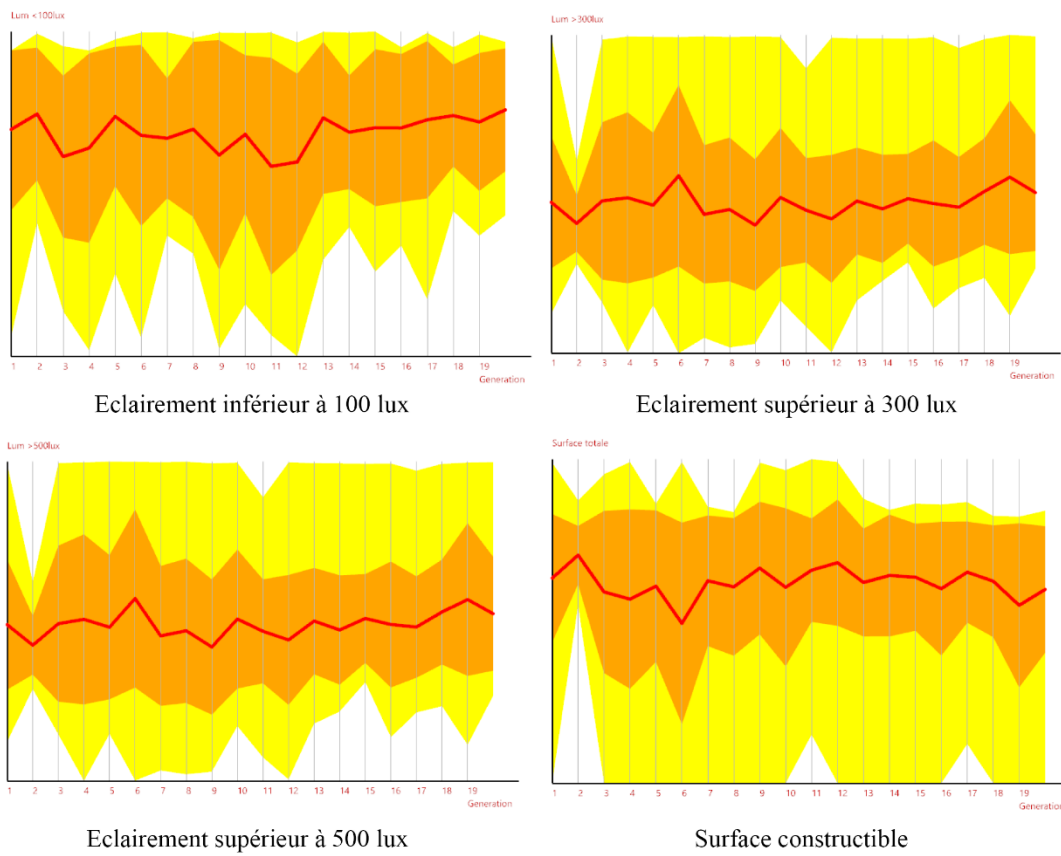 Lum <100lux
1 2 3 4 5 6 7 8 9 10 11 12 13 14 15 16 17 18 19
Generation
Eclairement inférieur à 100 lux
Lum >300lux
1 2 3 4 5 6 7 8 9 10 11 12 13 14 15 16 17 18 19
Generation
Eclairement supérieur à 300 lux
Lum >500lux
1 2 3 4 5 6 7 8 9 10 11 12 13 14 15 16 17 18 19
Generation
Eclairement supérieur à 500 lux
Surface totale
1 2 3 4 5 6 7 8 9 10 11 12 13 14 15 16 17 18 19
Generation
Surface constructible